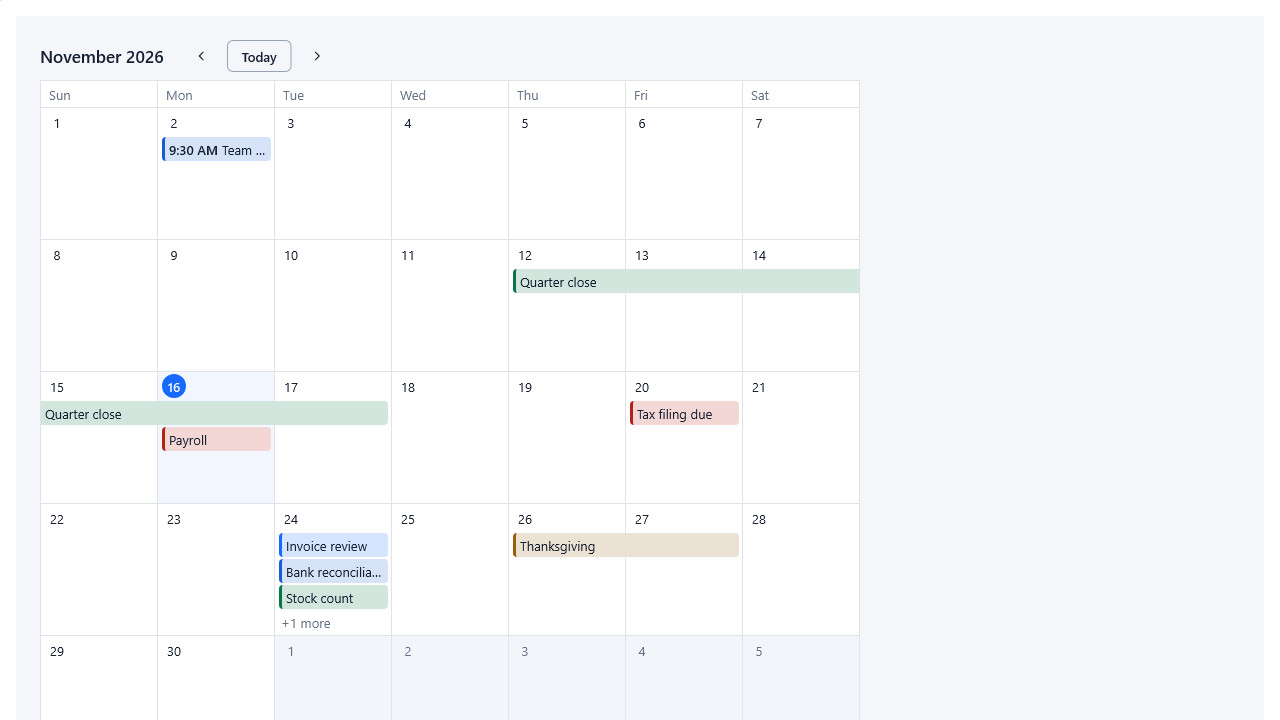 November 2026 Today
Sun Mon Tue Wed Thu Fri Sat
1 2 3 4 5 6 7
9:30 AM Team ...
8 9 10 11 12 13 14
Quarter close
15 16 17 18 19 20 21
Quarter close Tax filing due
Payroll
22 23 24 25 26 27 28
Invoice review Thanksgiving
Bank reconcilia...
Stock count
+1 more
29 30 1 2 3 4 5